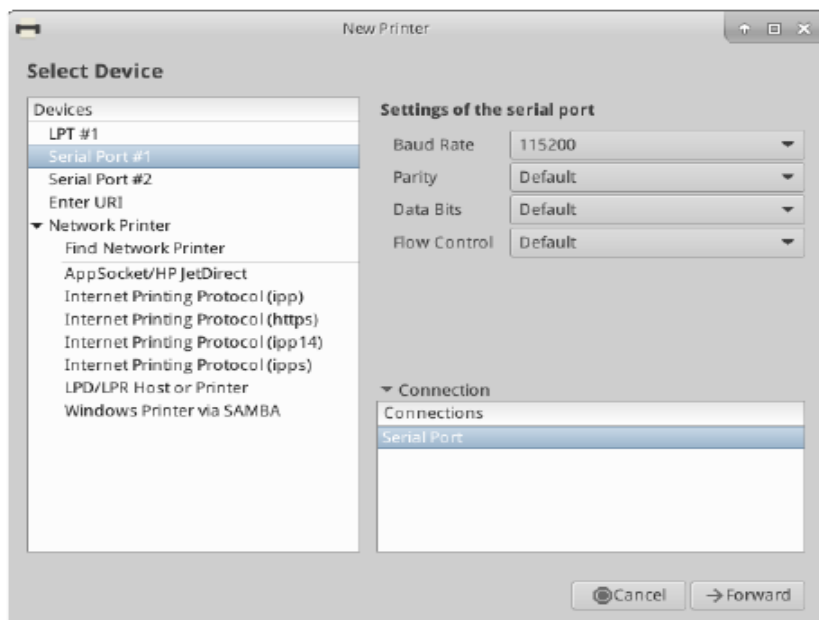 New Printer
Select Device
Devices
LPT #1
Serial Port #1
Serial Port #2
Enter URI
Network Printer
Find Network Printer
AppSocket/HP JetDirect
Internet Printing Protocol (ipp)
Internet Printing Protocol (https)
Internet Printing Protocol (ipp14)
Internet Printing Protocol (ipps)
LPD/LPR Host or Printer
Windows Printer via SAMBA
Settings of the serial port
Baud Rate 115200
Parity Default
Data Bits Default
Flow Control Default
Connection
Connections
Serial Port
Cancel Forward